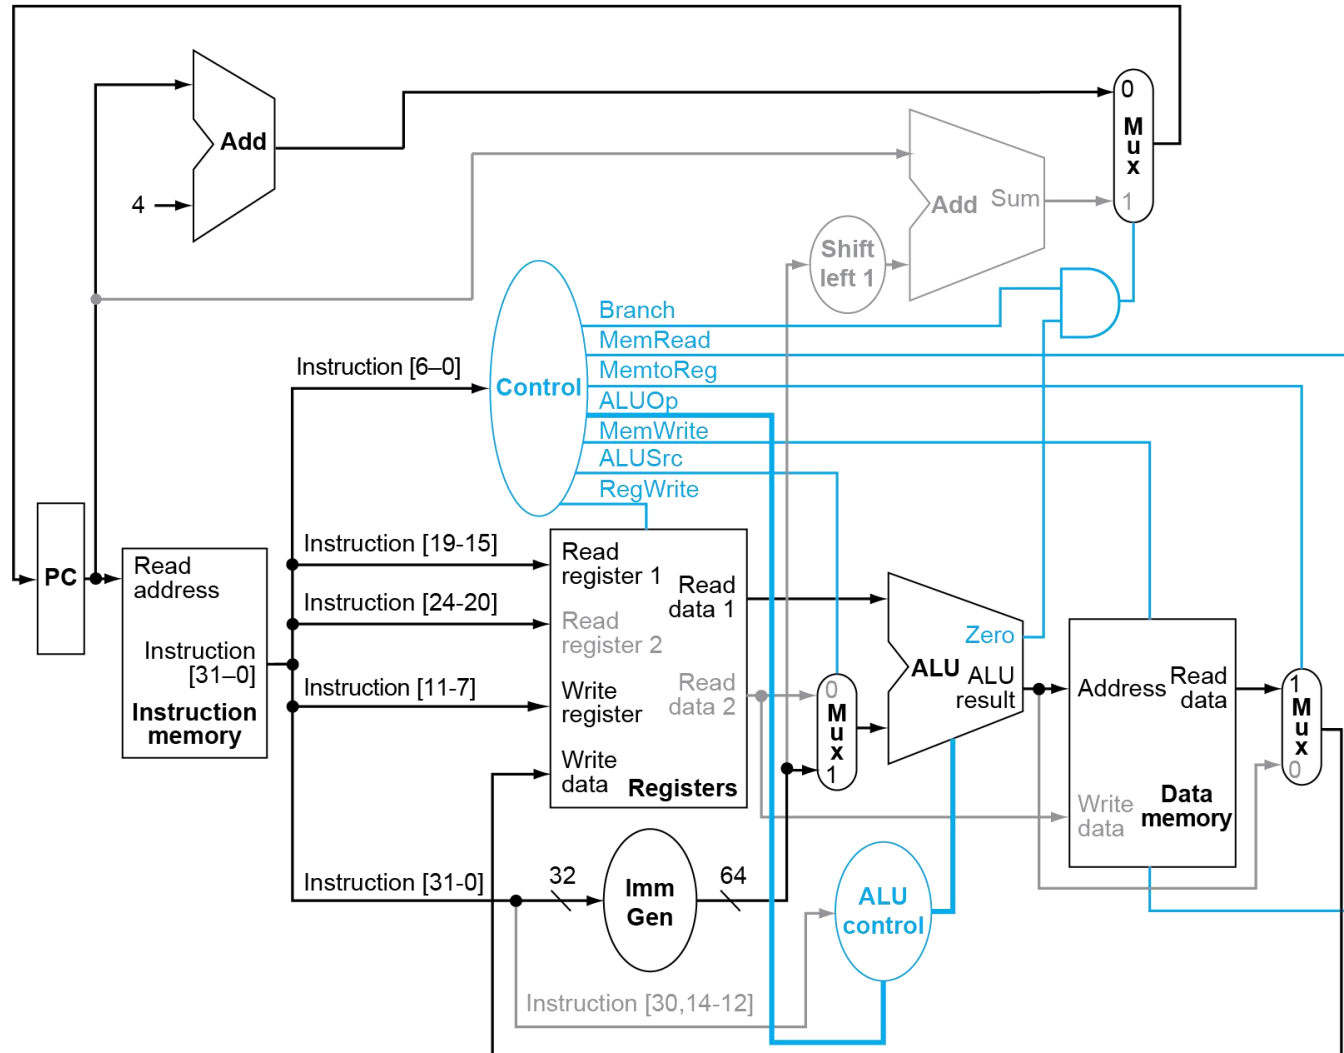 0
Mux
1
Add
4
Add
Sum
Shift
left 1
Branch
MemRead
MemtoReg
ALUOp
MemWrite
ALUSrc
RegWrite
Instruction [6–0]
Control
PC
Read
address
Instruction
[31–0]
Instruction
memory
Instruction [19-15]
Instruction [24-20]
Instruction [11-7]
Instruction [31-0]
Read
register 1
Read
register 2
Write
register
Write
data
Read
data 1
Read
data 2
Registers
0
Mux
1
Zero
ALU
ALU
result
Address
Read
data
Write
data
Data
memory
1
Mux
0
32
Imm
Gen
64
ALU
control
Instruction [30,14-12]